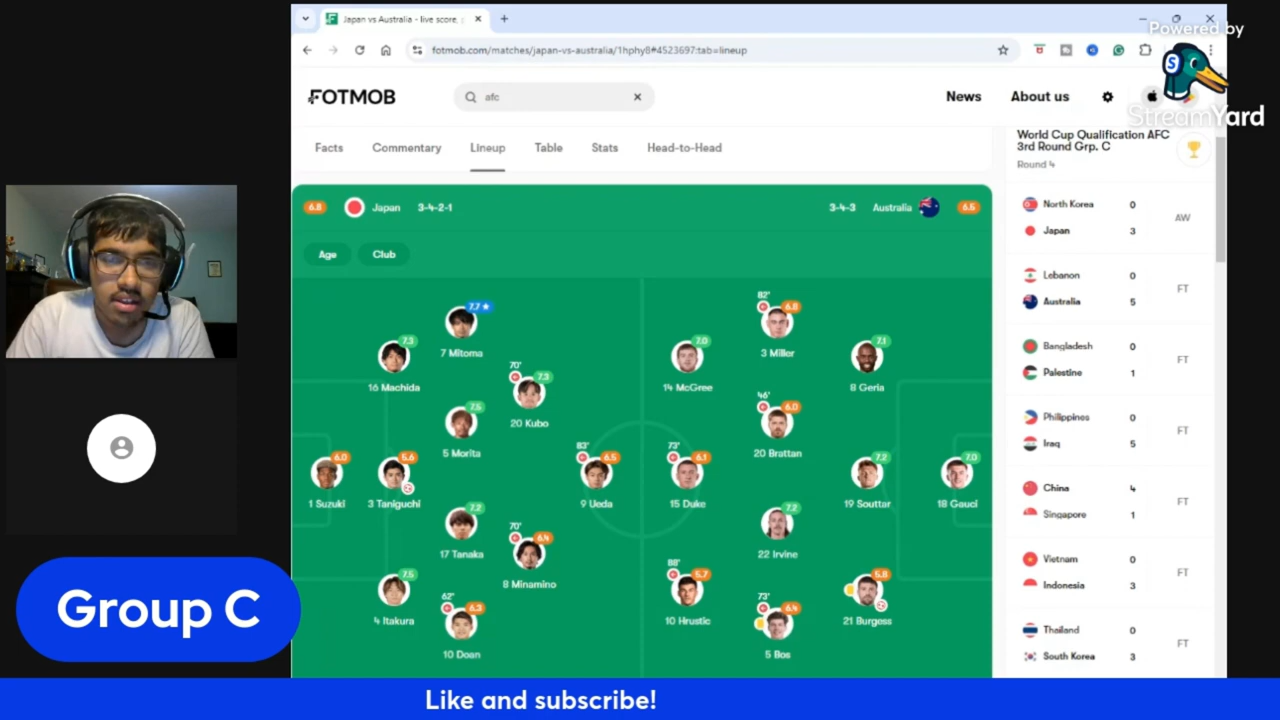 Japan vs Australia - live score,
Powered by
StreamYard
fotmob.com/matches/japan-vs-australia/1hphy8#4523697:tab=lineup
FOTMOB
afc
News
About us
Facts
Commentary
Lineup
Table
Stats
Head-to-Head
6.8
Japan
3-4-2-1
3-4-3
Australia
6.5
Age
Club
7.7
7 Mitoma
7.3
16 Machida
70'
7.3
20 Kubo
7.5
5 Morita
6.0
1 Suzuki
5.6
3 Taniguchi
83'
6.5
9 Ueda
7.2
17 Tanaka
70'
6.4
8 Minamino
7.5
4 Itakura
62'
6.3
10 Doan
82'
6.8
3 Miller
7.0
14 McGree
7.1
8 Geria
46'
6.0
20 Brattan
73'
6.1
15 Duke
7.2
19 Souttar
7.0
18 Gauci
7.2
22 Irvine
88'
5.7
10 Hrustic
73'
6.4
5 Bos
5.8
21 Burgess
World Cup Qualification AFC
3rd Round Grp. C
Round 4
North Korea 0
AW
Japan 3
Lebanon 0
FT
Australia 5
Bangladesh 0
FT
Palestine 1
Philippines 0
FT
Iraq 5
China 4
FT
Singapore 1
Vietnam 0
FT
Indonesia 3
Thailand 0
FT
South Korea 3
Group C
Like and subscribe!